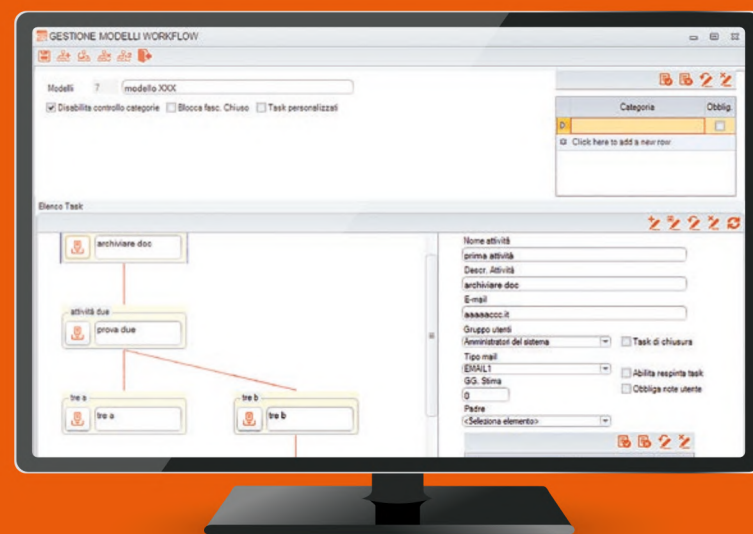 GESTIONE MODELLI WORKFLOW
Modelli 7 modello XXX
Disabilita controllo categorie Blocca fasc. Chiuso Task personalizzati
Categoria Obblig.
Click here to add a new row
Elenco Task
archiviare doc
attività due
prova due
tre a
tre a
tre b
tre b
Nome attività
prima attività
Descr. Attività
archiviare doc
E-mail
aaaaaccc.it
Gruppo utenti
Amministratori del sistema Task di chiusura
Tipo mail
EMAIL1 Abilita respinta task
GG. Stima Obbliga note utente
0
Padre
<Seleziona elemento>